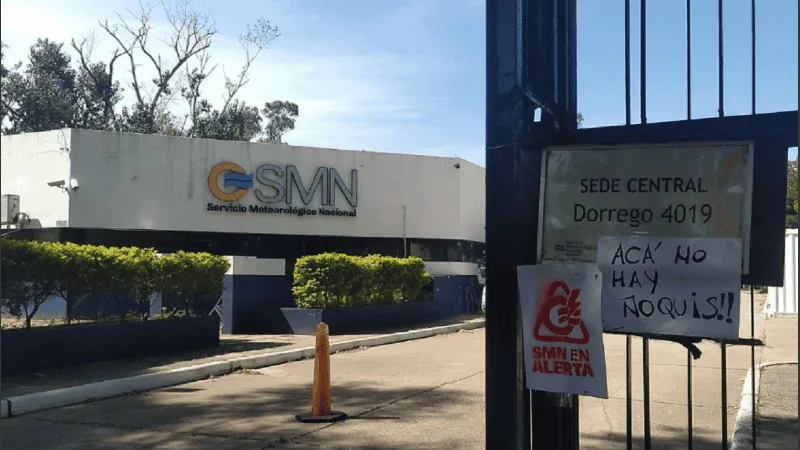 SMN
Servicio Meteorológico Nacional
SEDE CENTRAL
Dorrego 4019
ACÁ NO
HAY
ÑOQUIS!!
SMN EN
ALERTA